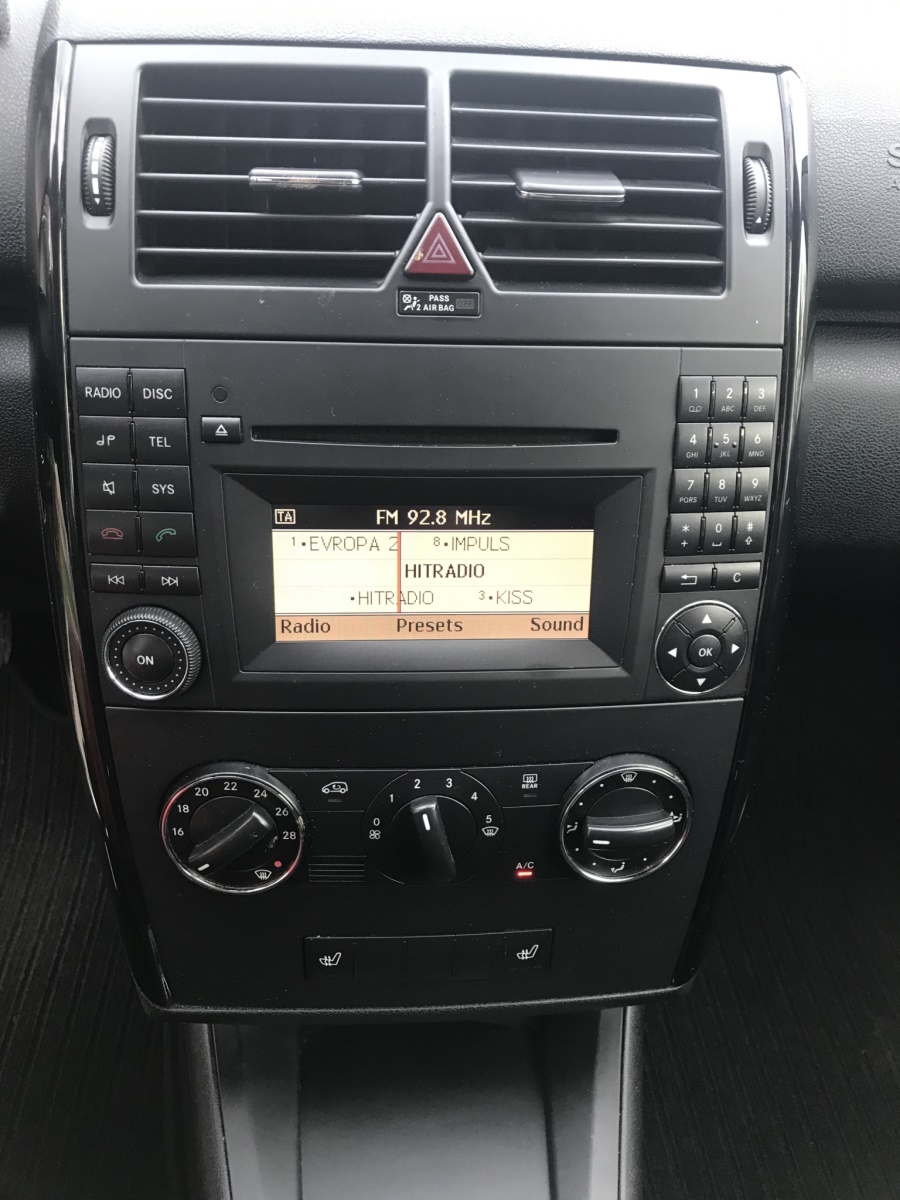 PASS
2 AIR BAG OFF
RADIO DISC
TEL
SYS
ON
1 2 3
ABC DEF
4 5 6
GHI JKL MNO
7 8 9
PQRS TUV WXYZ
* 0 #
+
C
OK
TA FM 92.8 MHz
1•EVROPA 2 8•IMPULS
HITRADIO
•HITRADIO 3•KISS
Radio Presets Sound
16 18 20 22 24 26 28
0 1 2 3 4 5
REAR
A/C